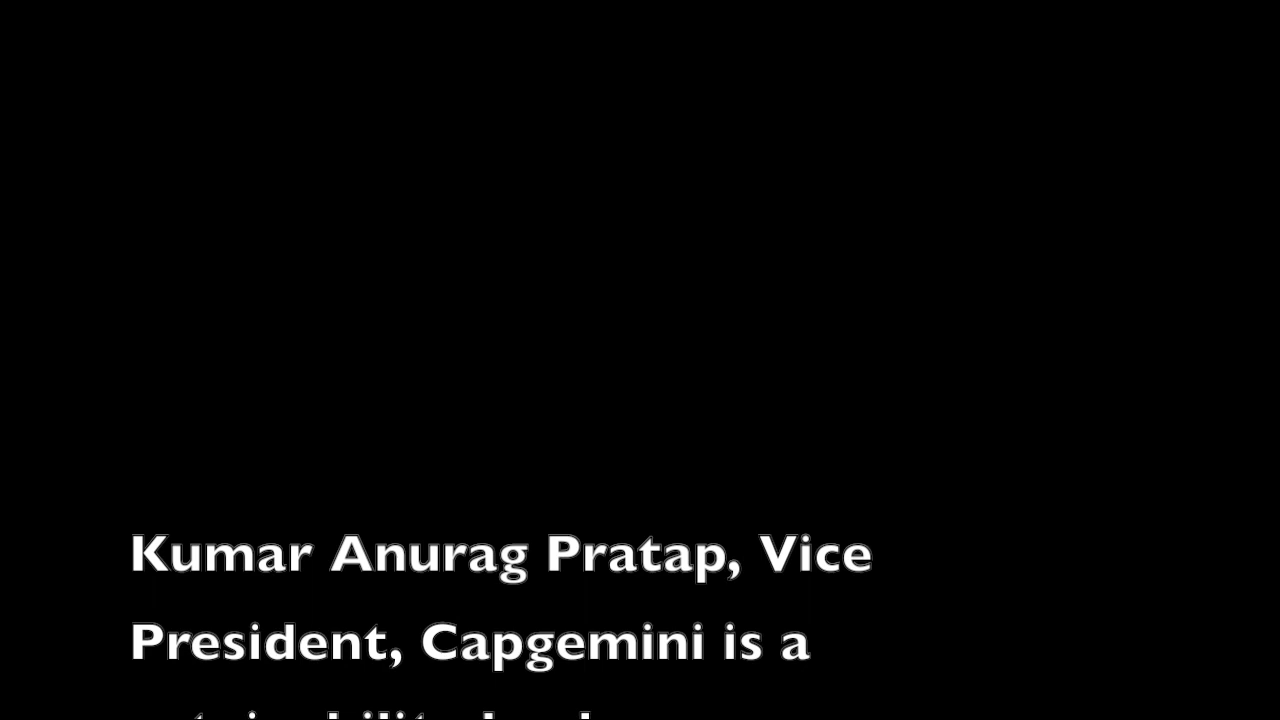 Kumar Anurag Pratap, Vice
President, Capgemini is a